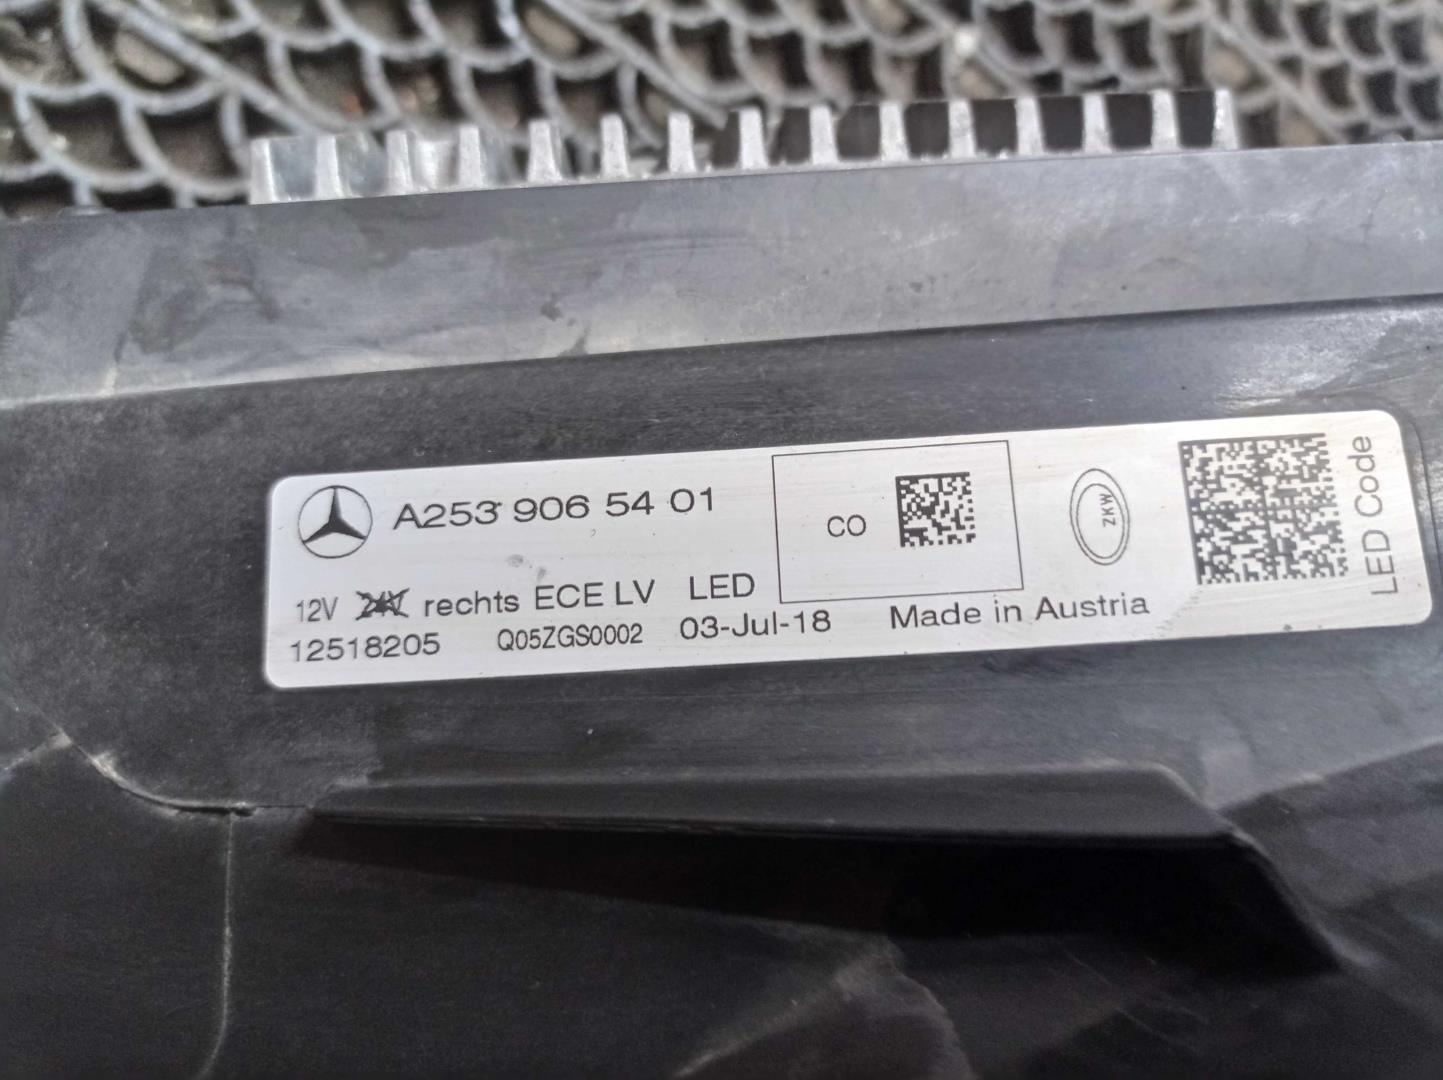 A253 906 54 01
CO
ZKW
LED Code
12V 24V rechts ECE LV LED
12518205 Q05ZGS0002 03-Jul-18 Made in Austria